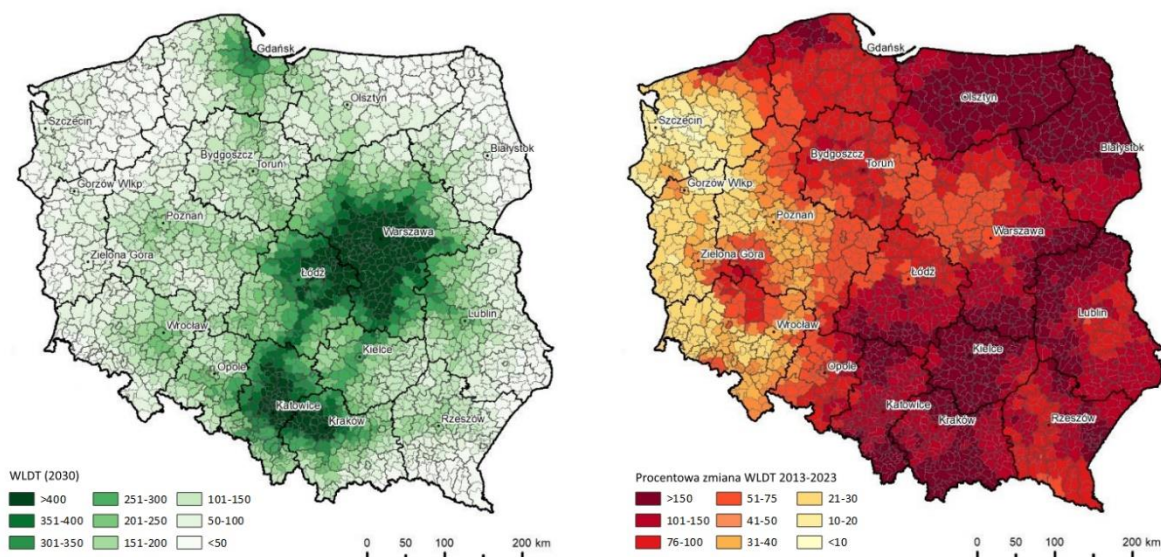 Gdańsk
Olsztyn
Szczecin
Bydgoszcz
Toruń
Białystok
Gorzów Wlkp
Poznań
Warszawa
Zielona Góra
Łódź
Lublin
Wrocław
Kielce
Opole
Katowice
Kraków
Rzeszów
WLDT (2030)
>400 251-300 101-150
351-400 201-250 50-100
301-350 151-200 <50
0 50 100 200 km
Gdańsk
Olsztyn
Szczecin
Bydgoszcz
Toruń
Białystok
Gorzów Wlkp
Poznań
Warszawa
Zielona Góra
Łódź
Lublin
Wrocław
Kielce
Opole
Katowice
Kraków
Rzeszów
Procentowa zmiana WLDT 2013-2023
>150 51-75 21-30
101-150 41-50 10-20
76-100 31-40 <10
0 50 100 200 km